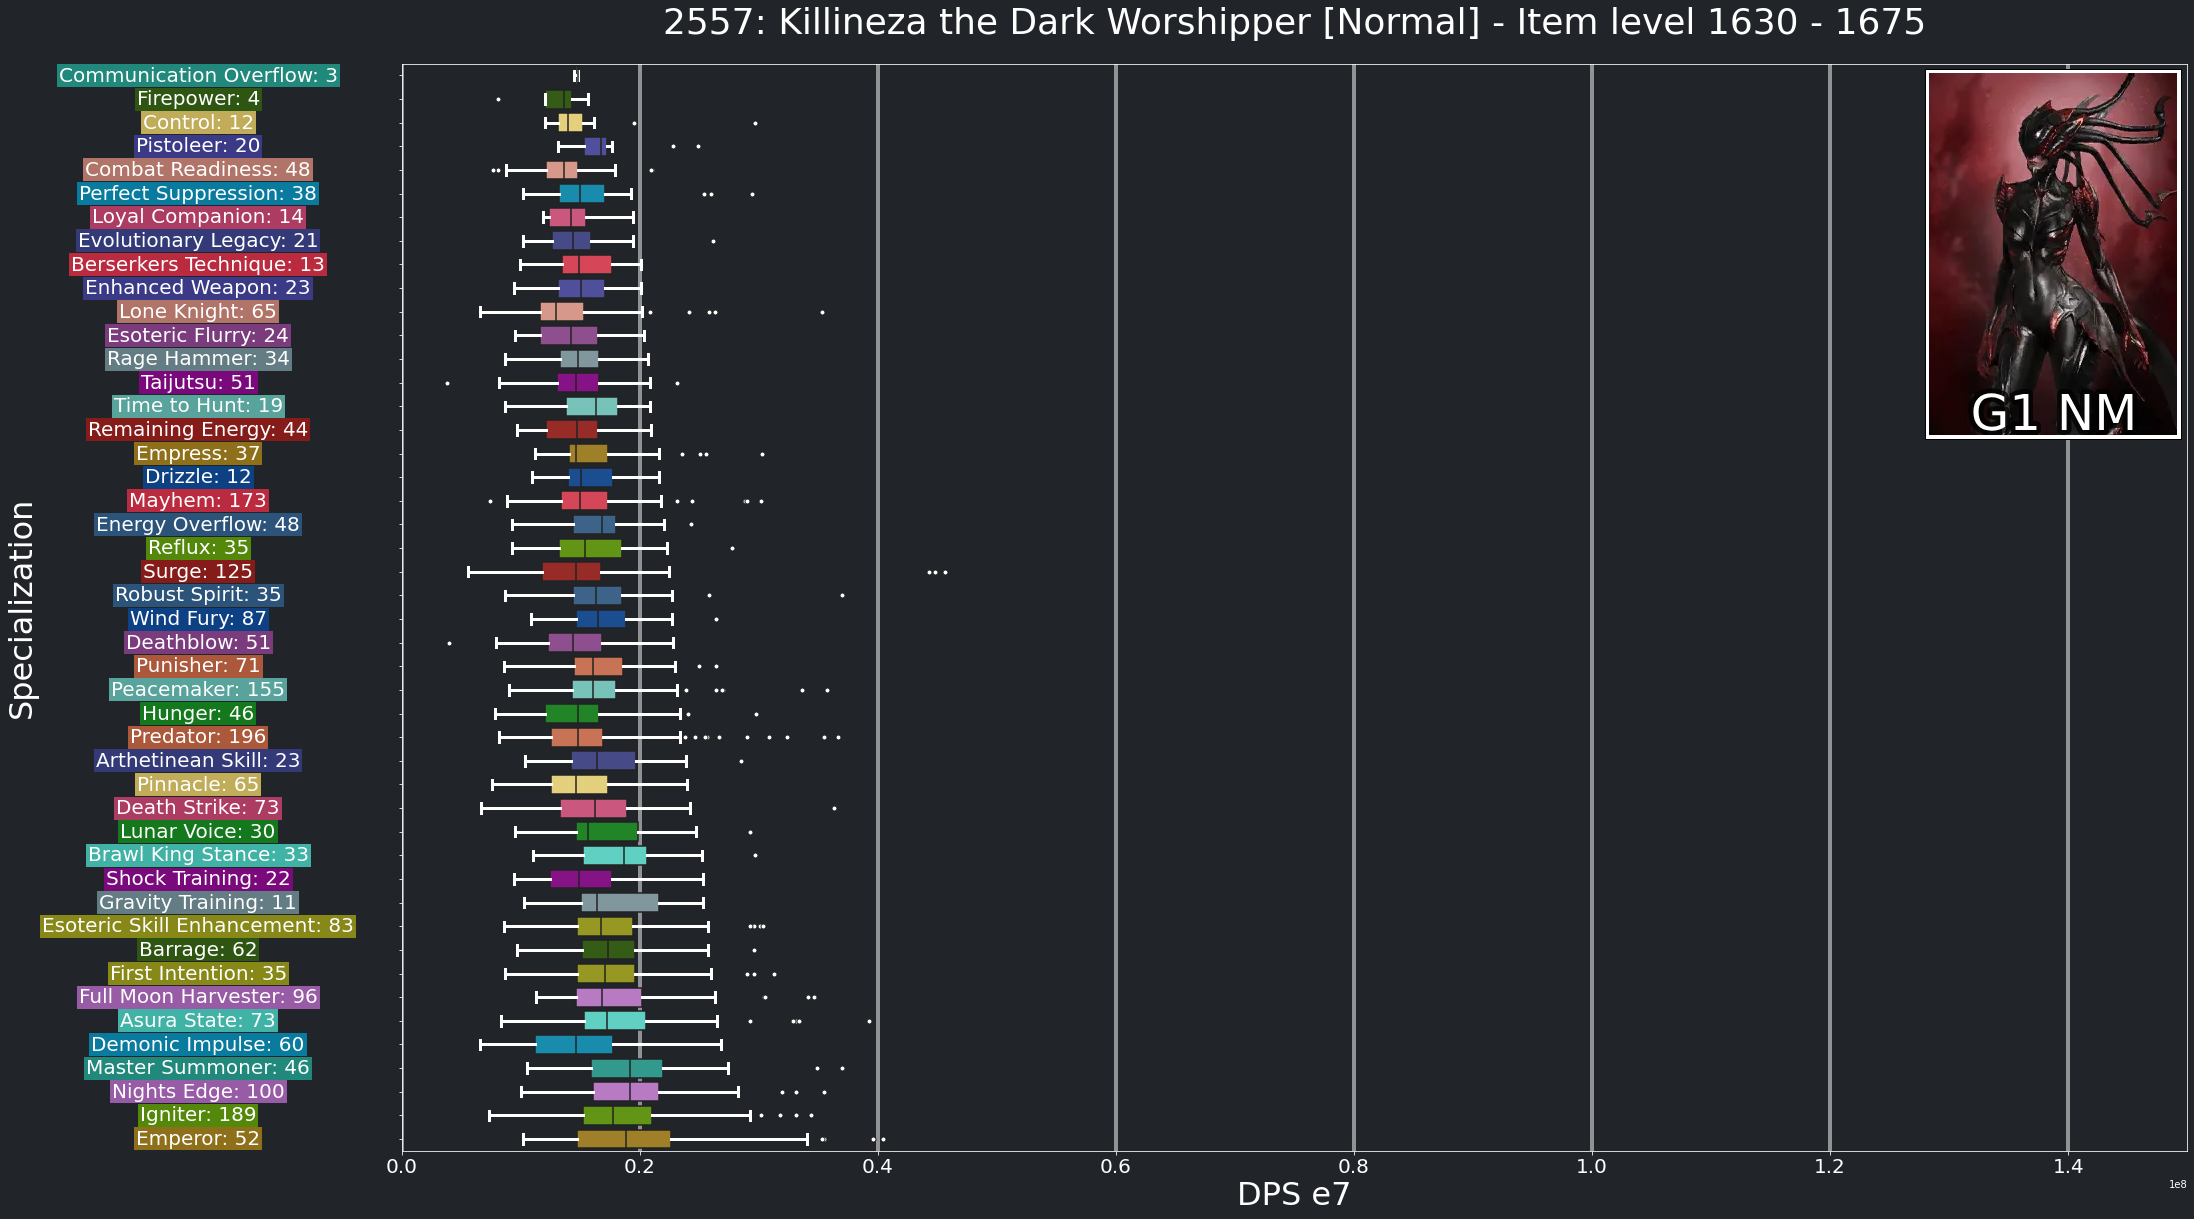 2557: Killineza the Dark Worshipper [Normal] - Item level 1630 - 1675
Communication Overflow: 3
Firepower: 4
Control: 12
Pistoleer: 20
Combat Readiness: 48
Perfect Suppression: 38
Loyal Companion: 14
Evolutionary Legacy: 21
Berserkers Technique: 13
Enhanced Weapon: 23
Lone Knight: 65
Esoteric Flurry: 24
Rage Hammer: 34
Taijutsu: 51
Time to Hunt: 19
Remaining Energy: 44
Empress: 37
Drizzle: 12
Mayhem: 173
Energy Overflow: 48
Reflux: 35
Surge: 125
Robust Spirit: 35
Wind Fury: 87
Deathblow: 51
Punisher: 71
Peacemaker: 155
Hunger: 46
Predator: 196
Arthetinean Skill: 23
Pinnacle: 65
Death Strike: 73
Lunar Voice: 30
Brawl King Stance: 33
Shock Training: 22
Gravity Training: 11
Esoteric Skill Enhancement: 83
Barrage: 62
First Intention: 35
Full Moon Harvester: 96
Asura State: 73
Demonic Impulse: 60
Master Summoner: 46
Nights Edge: 100
Igniter: 189
Emperor: 52
Specialization
G1 NM
0.0 0.2 0.4 0.6 0.8 1.0 1.2 1.4
DPS e7
1e8